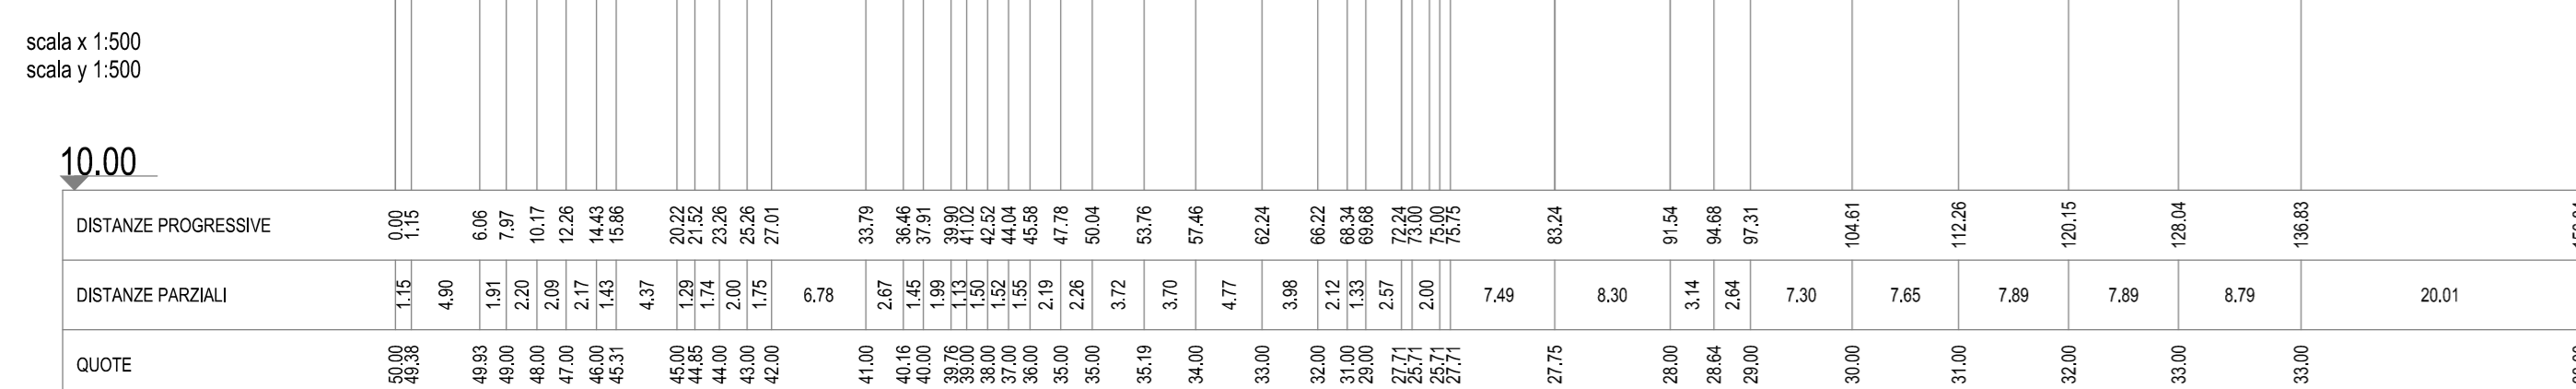 scala x 1:500
scala y 1:500
10.00
DISTANZE PROGRESSIVE 0.00 1.15 6.06 7.97 10.17 12.26 14.43 15.86 20.22 21.52 23.26 25.26 27.01 33.79 36.46 37.91 39.90 41.02 42.52 44.04 45.58 47.78 50.04 53.76 57.46 62.24 66.22 68.34 69.68 72.24 73.00 75.00 75.75 83.24 91.54 94.68 97.31 104.61 112.26 120.15 128.04 136.83
DISTANZE PARZIALI 1.15 4.90 1.91 2.20 2.09 2.17 1.43 4.37 1.29 1.74 2.00 1.75 6.78 2.67 1.45 1.99 1.13 1.50 1.52 1.55 2.19 2.26 3.72 3.70 4.77 3.98 2.12 1.33 2.57 2.00 7.49 8.30 3.14 2.64 7.30 7.65 7.89 7.89 8.79 20.01
QUOTE 50.00 49.38 49.93 49.00 48.00 47.00 46.00 45.31 45.00 44.85 44.00 43.00 42.00 41.00 40.16 40.00 39.76 39.00 38.00 37.00 36.00 35.00 35.00 35.19 34.00 33.00 32.00 31.00 29.00 27.71 25.71 25.71 27.71 27.75 28.00 28.64 29.00 30.00 31.00 32.00 33.00 33.00